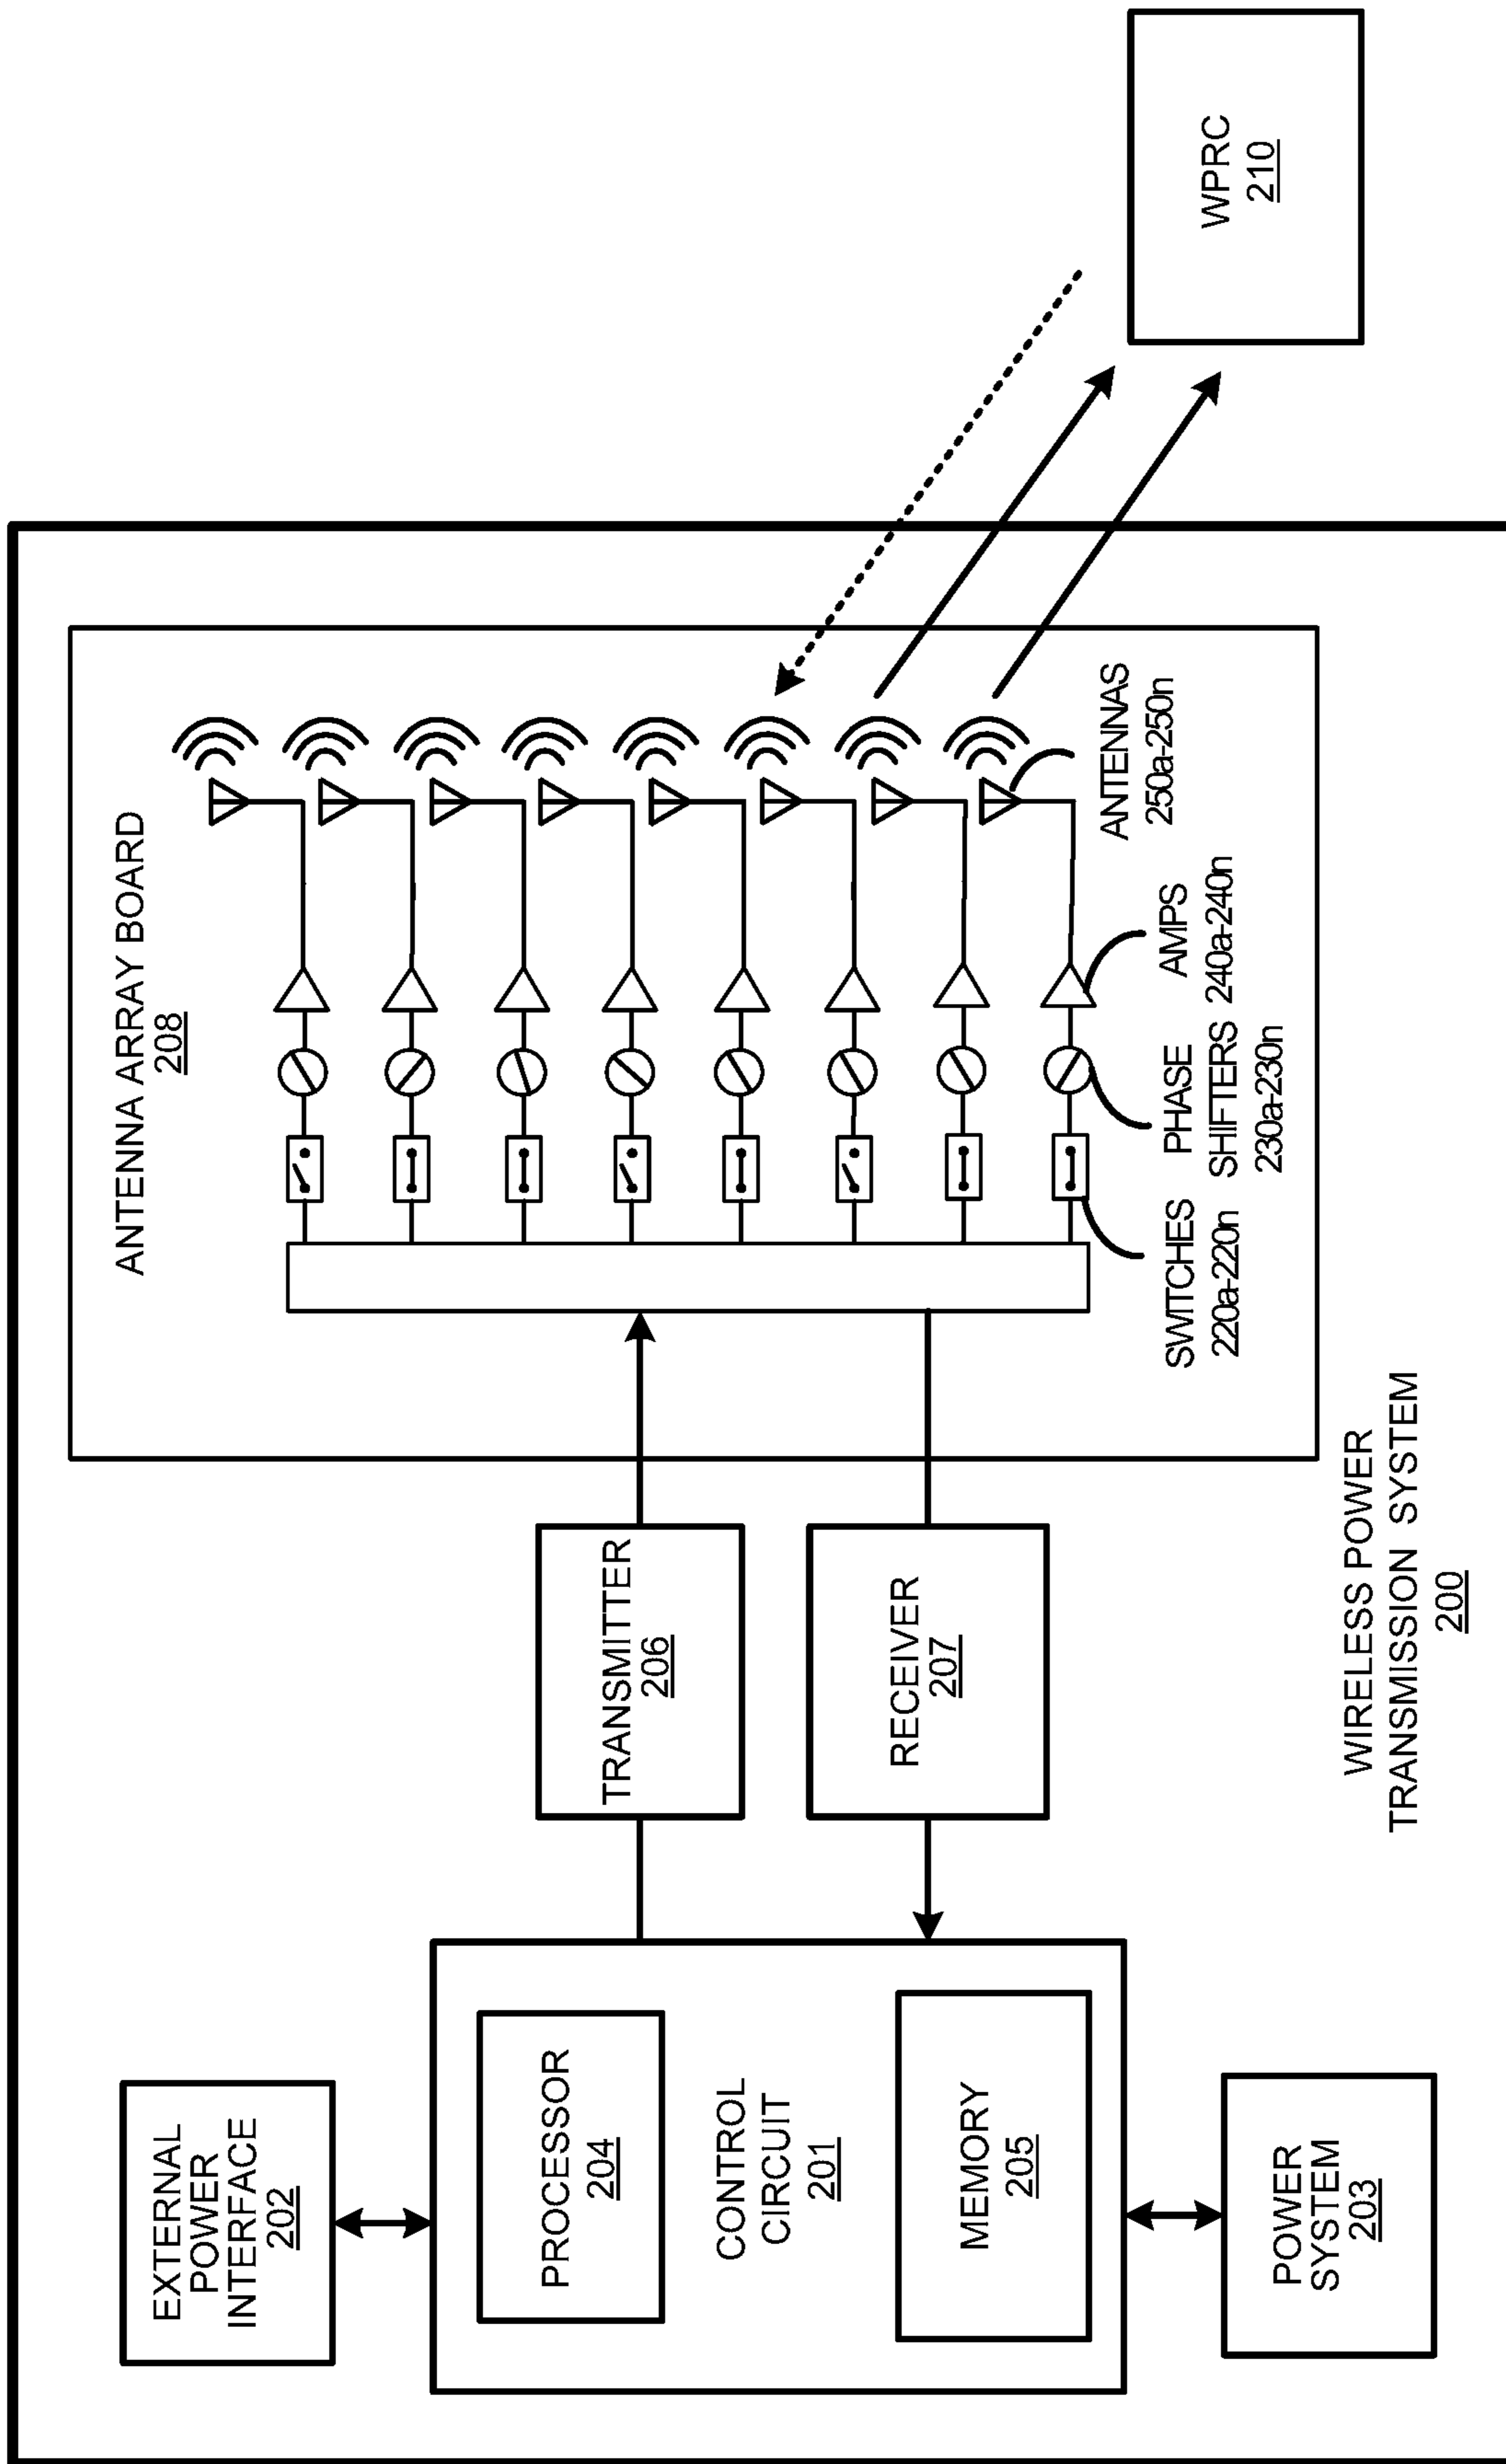 EXTERNAL
POWER
INTERFACE
202
PROCESSOR
204
CONTROL
CIRCUIT
201
MEMORY
205
POWER
SYSTEM
203
TRANSMITTER
206
RECEIVER
207
ANTENNA ARRAY BOARD
208
SWITCHES
220a-220n
PHASE
SHIFTERS
230a-230n
AMPS
240a-240n
ANTENNAS
250a-250n
WIRELESS POWER
TRANSMISSION SYSTEM
200
WPRC
210